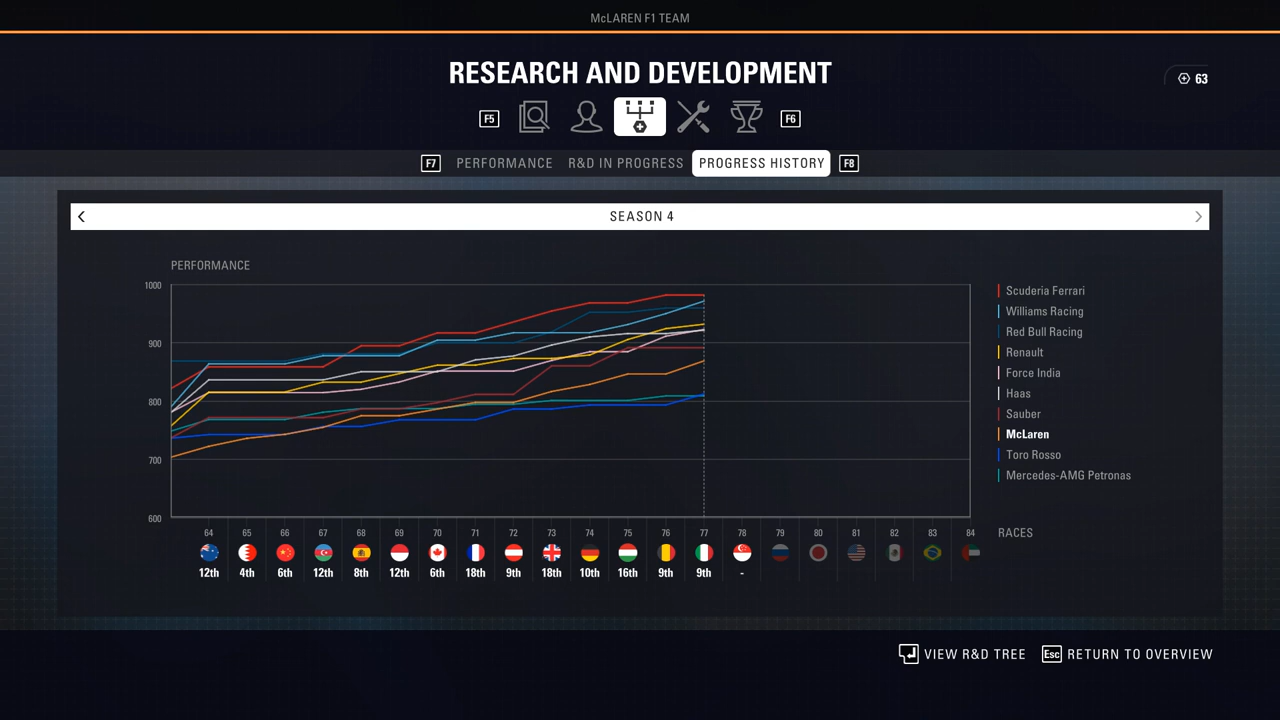 McLAREN F1 TEAM
RESEARCH AND DEVELOPMENT
63
F5 F6
F7 PERFORMANCE R&D IN PROGRESS PROGRESS HISTORY F8
SEASON 4
PERFORMANCE
1000
900
800
700
600
Scuderia Ferrari
Williams Racing
Red Bull Racing
Renault
Force India
Haas
Sauber
McLaren
Toro Rosso
Mercedes-AMG Petronas
64 65 66 67 68 69 70 71 72 73 74 75 76 77 78 79 80 81 82 83 84 RACES
12th 4th 6th 12th 8th 12th 6th 18th 9th 18th 10th 16th 9th 9th -
VIEW R&D TREE Esc RETURN TO OVERVIEW